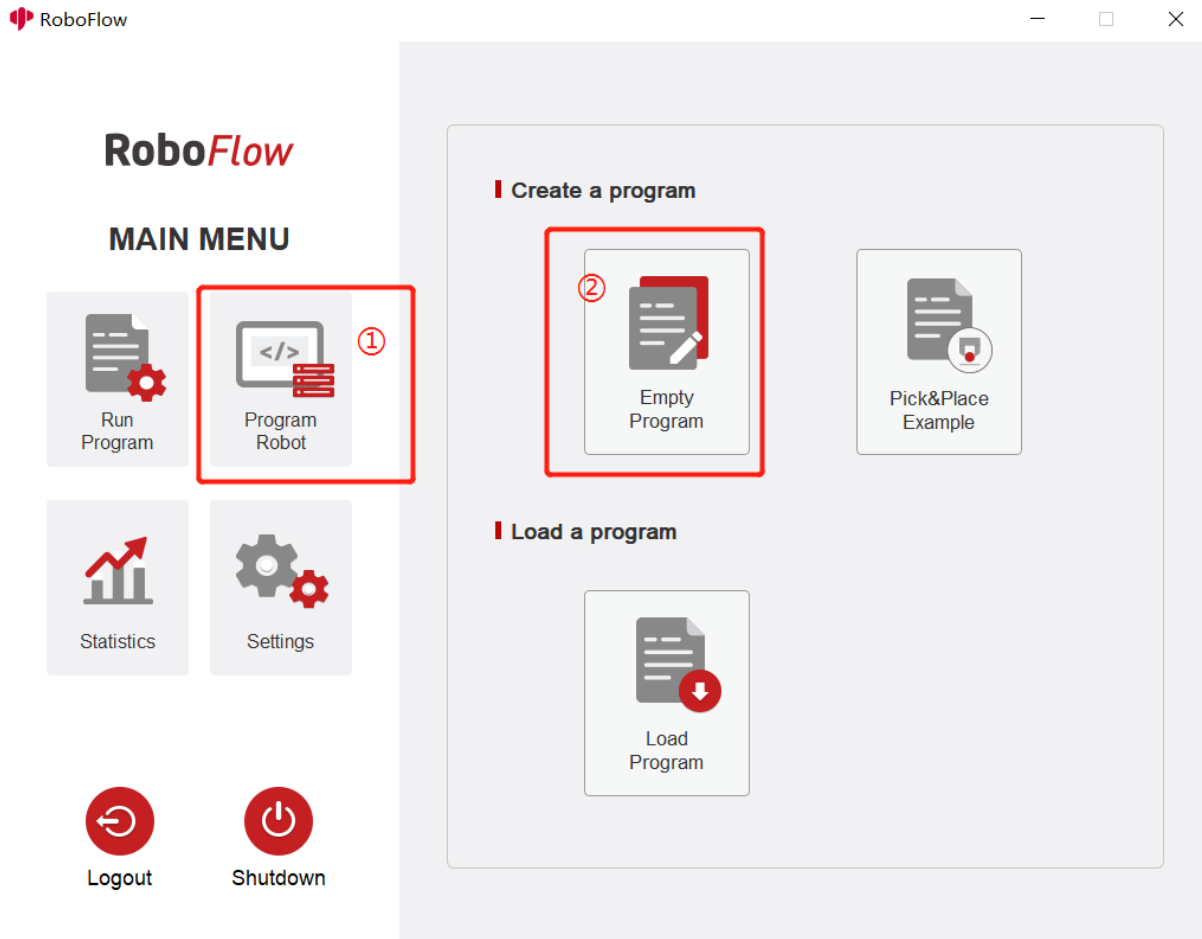 RoboFlow
RoboFlow
MAIN MENU
Run
Program
</>
Program
Robot
①
Statistics
Settings
Logout
Shutdown
Create a program
②
Empty
Program
Pick&Place
Example
Load a program
Load
Program